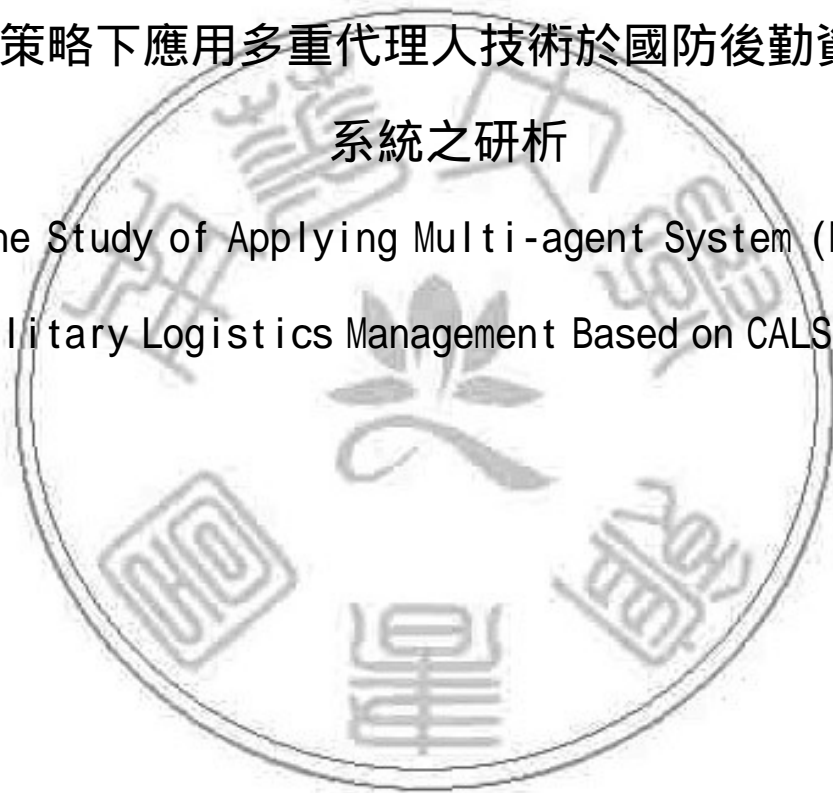 策略下應用多重代理人技術於國防後勤資
系統之研析
he Study of Applying Multi-agent System (
litary Logistics Management Based on CALS